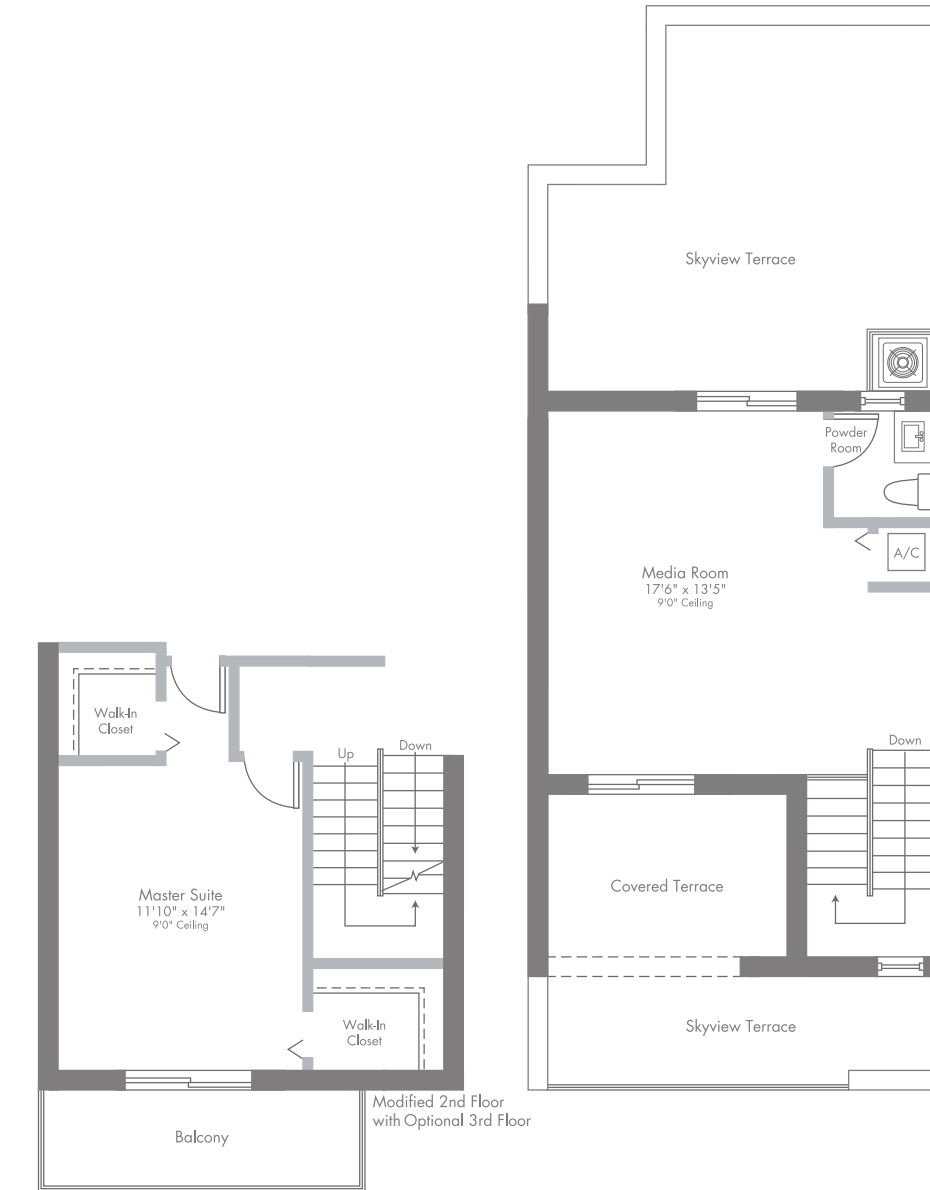 Skyview Terrace
Powder
Room
A/C
Media Room
17'6" x 13'5"
9'0" Ceiling
Down
Covered Terrace
Skyview Terrace
Walk-In
Closet
Up
Down
Master Suite
11'10" x 14'7"
9'0" Ceiling
Walk-In
Closet
Balcony
Modified 2nd Floor
with Optional 3rd Floor